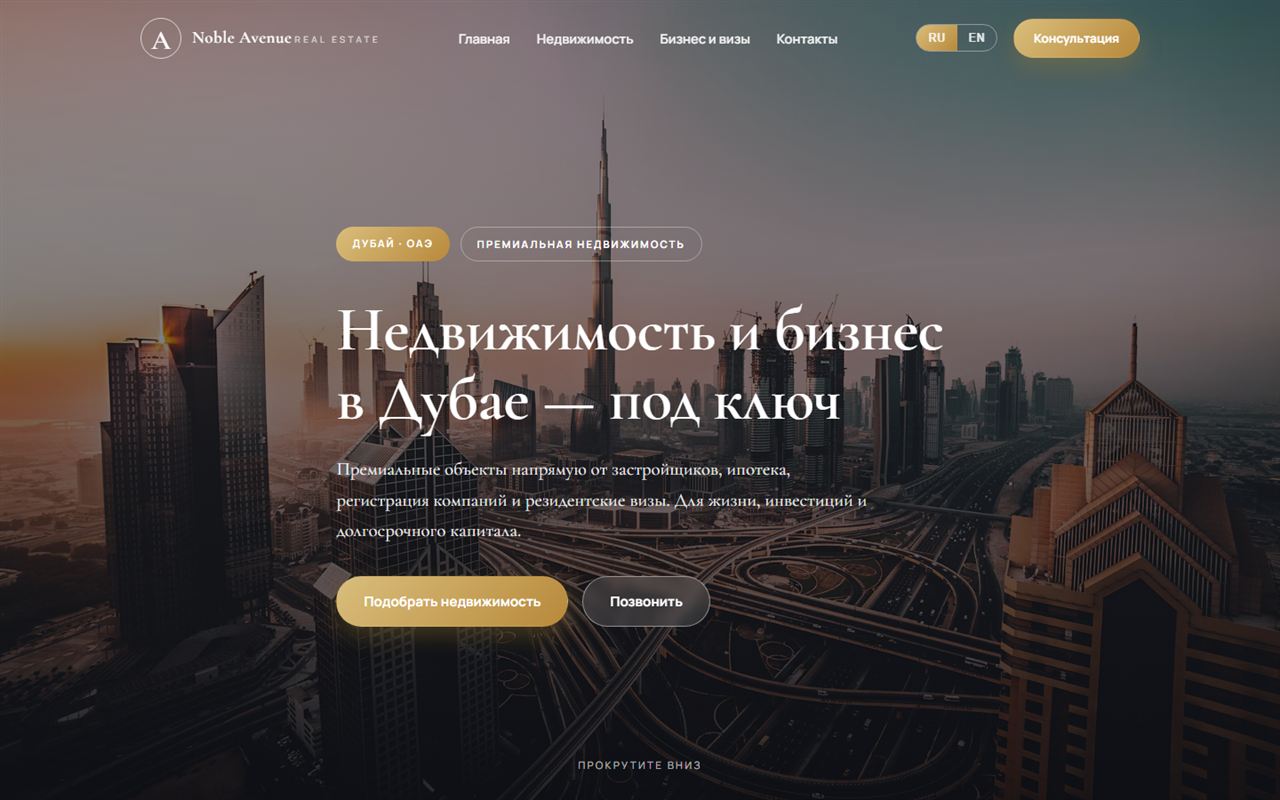 A Noble Avenue REAL ESTATE
Главная Недвижимость Бизнес и визы Контакты
RU EN
Консультация
ДУБАЙ · ОАЭ
ПРЕМИАЛЬНАЯ НЕДВИЖИМОСТЬ
Недвижимость и бизнес
в Дубае — под ключ
Премиальные объекты напрямую от застройщиков, ипотека,
регистрация компаний и резидентские визы. Для жизни, инвестиций и
долгосрочного капитала.
Подобрать недвижимость
Позвонить
ПРОКРУТИТЕ ВНИЗ